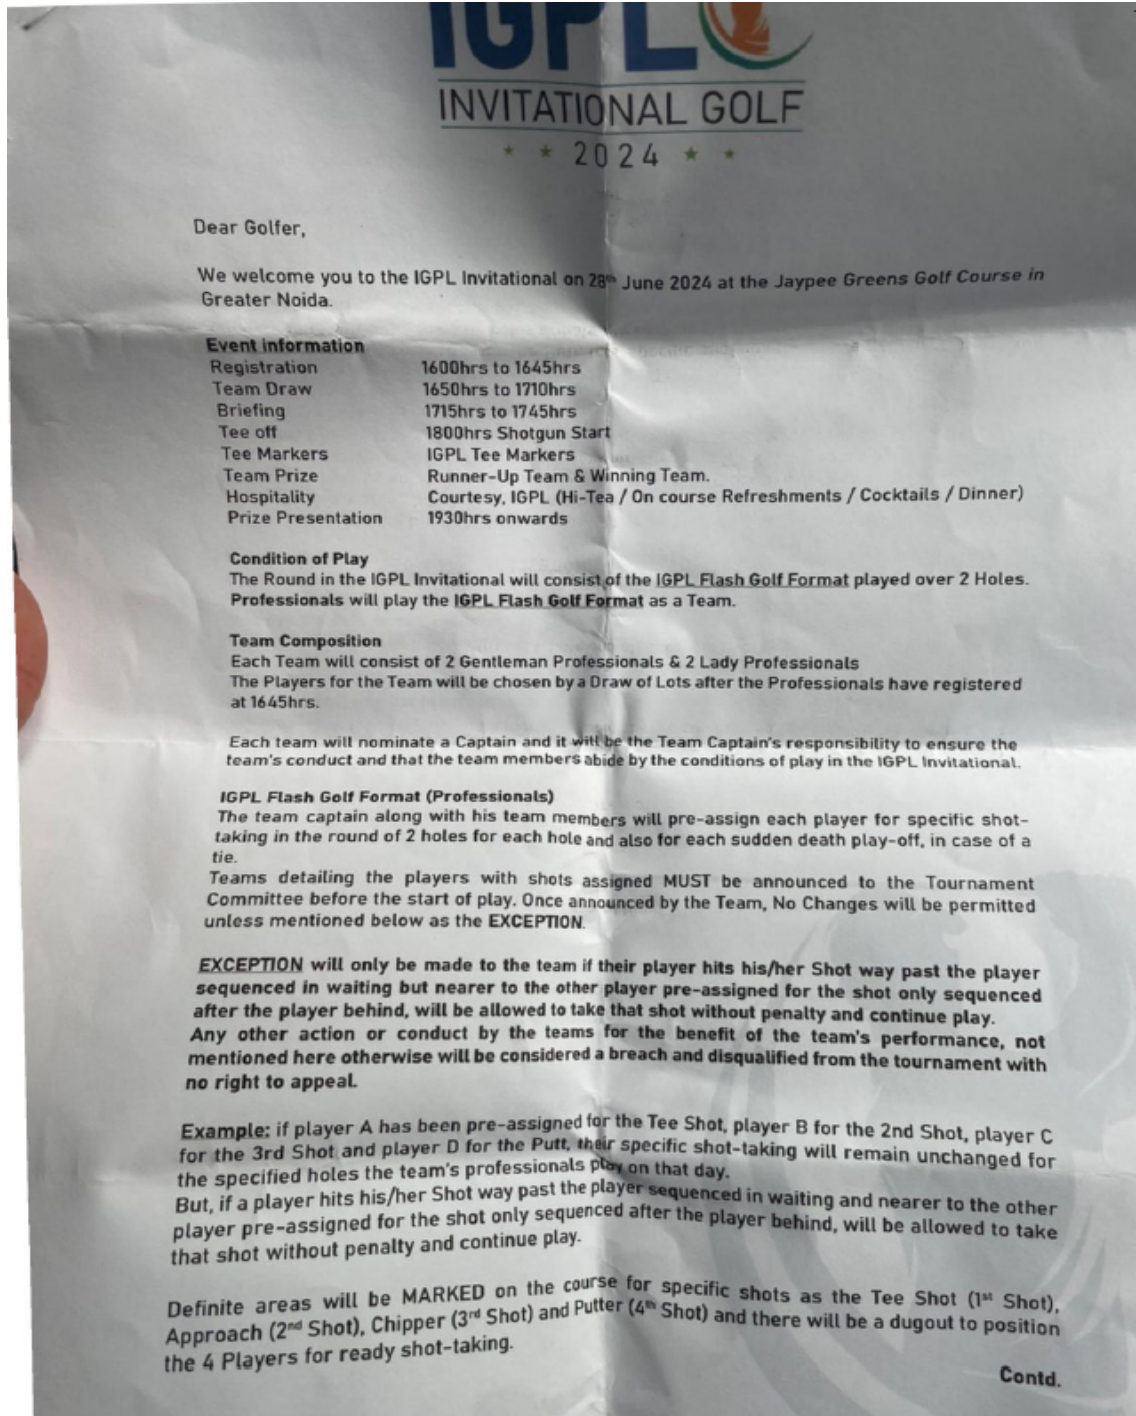 IGPL
INVITATIONAL GOLF
2024
Dear Golfer,
We welcome you to the IGPL Invitational on 28th June 2024 at the Jaypee Greens Golf Course in
Greater Noida.
Event information
Registration 1600hrs to 1645hrs
Team Draw 1650hrs to 1710hrs
Briefing 1715hrs to 1745hrs
Tee off 1800hrs Shotgun Start
Tee Markers IGPL Tee Markers
Team Prize Runner-Up Team & Winning Team.
Hospitality Courtesy, IGPL (Hi-Tea / On course Refreshments / Cocktails / Dinner)
Prize Presentation 1930hrs onwards
Condition of Play
The Round in the IGPL Invitational will consist of the IGPL Flash Golf Format played over 2 Holes.
Professionals will play the IGPL Flash Golf Format as a Team.
Team Composition
Each Team will consist of 2 Gentleman Professionals & 2 Lady Professionals
The Players for the Team will be chosen by a Draw of Lots after the Professionals have registered
at 1645hrs.
Each team will nominate a Captain and it will be the Team Captain's responsibility to ensure the
team's conduct and that the team members abide by the conditions of play in the IGPL Invitational.
IGPL Flash Golf Format (Professionals)
The team captain along with his team members will pre-assign each player for specific shot-
taking in the round of 2 holes for each hole and also for each sudden death play-off, in case of a
tie.
Teams detailing the players with shots assigned MUST be announced to the Tournament
Committee before the start of play. Once announced by the Team, No Changes will be permitted
unless mentioned below as the EXCEPTION.
EXCEPTION will only be made to the team if their player hits his/her Shot way past the player
sequenced in waiting but nearer to the other player pre-assigned for the shot only sequenced
after the player behind, will be allowed to take that shot without penalty and continue play.
Any other action or conduct by the teams for the benefit of the team's performance, not
mentioned here otherwise will be considered a breach and disqualified from the tournament with
no right to appeal.
Example: if player A has been pre-assigned for the Tee Shot, player B for the 2nd Shot, player C
for the 3rd Shot and player D for the Putt, their specific shot-taking will remain unchanged for
the specified holes the team's professionals play on that day.
But, if a player hits his/her Shot way past the player sequenced in waiting and nearer to the other
player pre-assigned for the shot only sequenced after the player behind, will be allowed to take
that shot without penalty and continue play.
Definite areas will be MARKED on the course for specific shots as the Tee Shot (1st Shot),
Approach (2nd Shot), Chipper (3rd Shot) and Putter (4th Shot) and there will be a dugout to position
the 4 Players for ready shot-taking.
Contd.